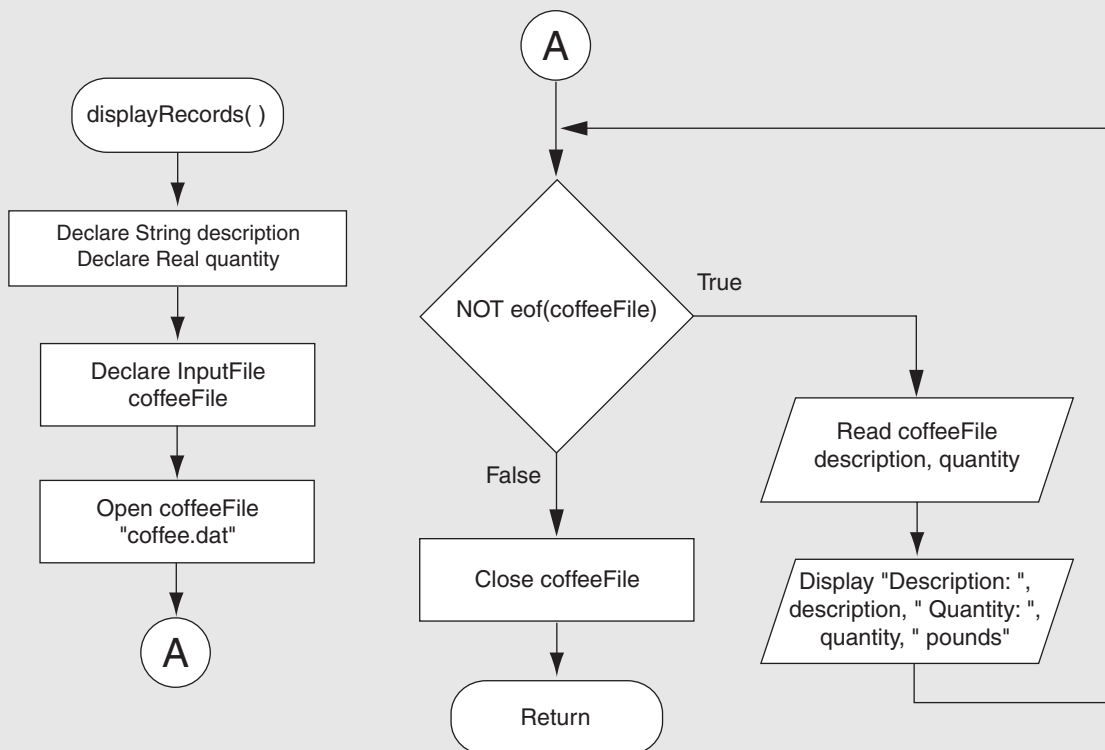 displayRecords( )
Declare String description
Declare Real quantity
Declare InputFile
coffeeFile
Open coffeeFile
"coffee.dat"
A
A
NOT eof(coffeeFile)
True
Read coffeeFile
description, quantity
Display "Description: ",
description, " Quantity: ",
quantity, " pounds"
False
Close coffeeFile
Return